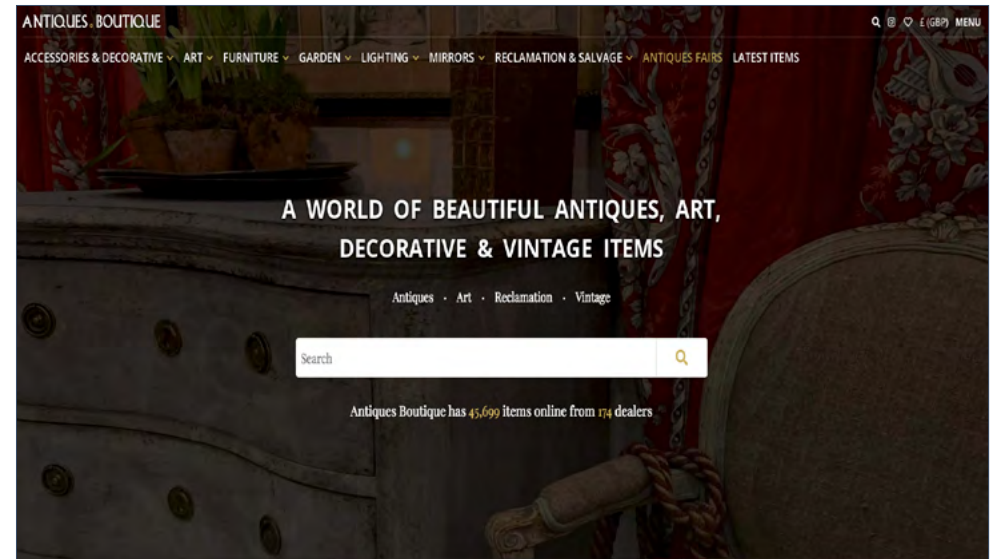 ANTIQUES BOUTIQUE
£ (GBP) MENU
ACCESSORIES & DECORATIVE ART FURNITURE GARDEN LIGHTING MIRRORS RECLAMATION & SALVAGE ANTIQUES FAIRS LATEST ITEMS
A WORLD OF BEAUTIFUL ANTIQUES, ART,
DECORATIVE & VINTAGE ITEMS
Antiques · Art · Reclamation · Vintage
Search
Antiques Boutique has 45,699 items online from 174 dealers